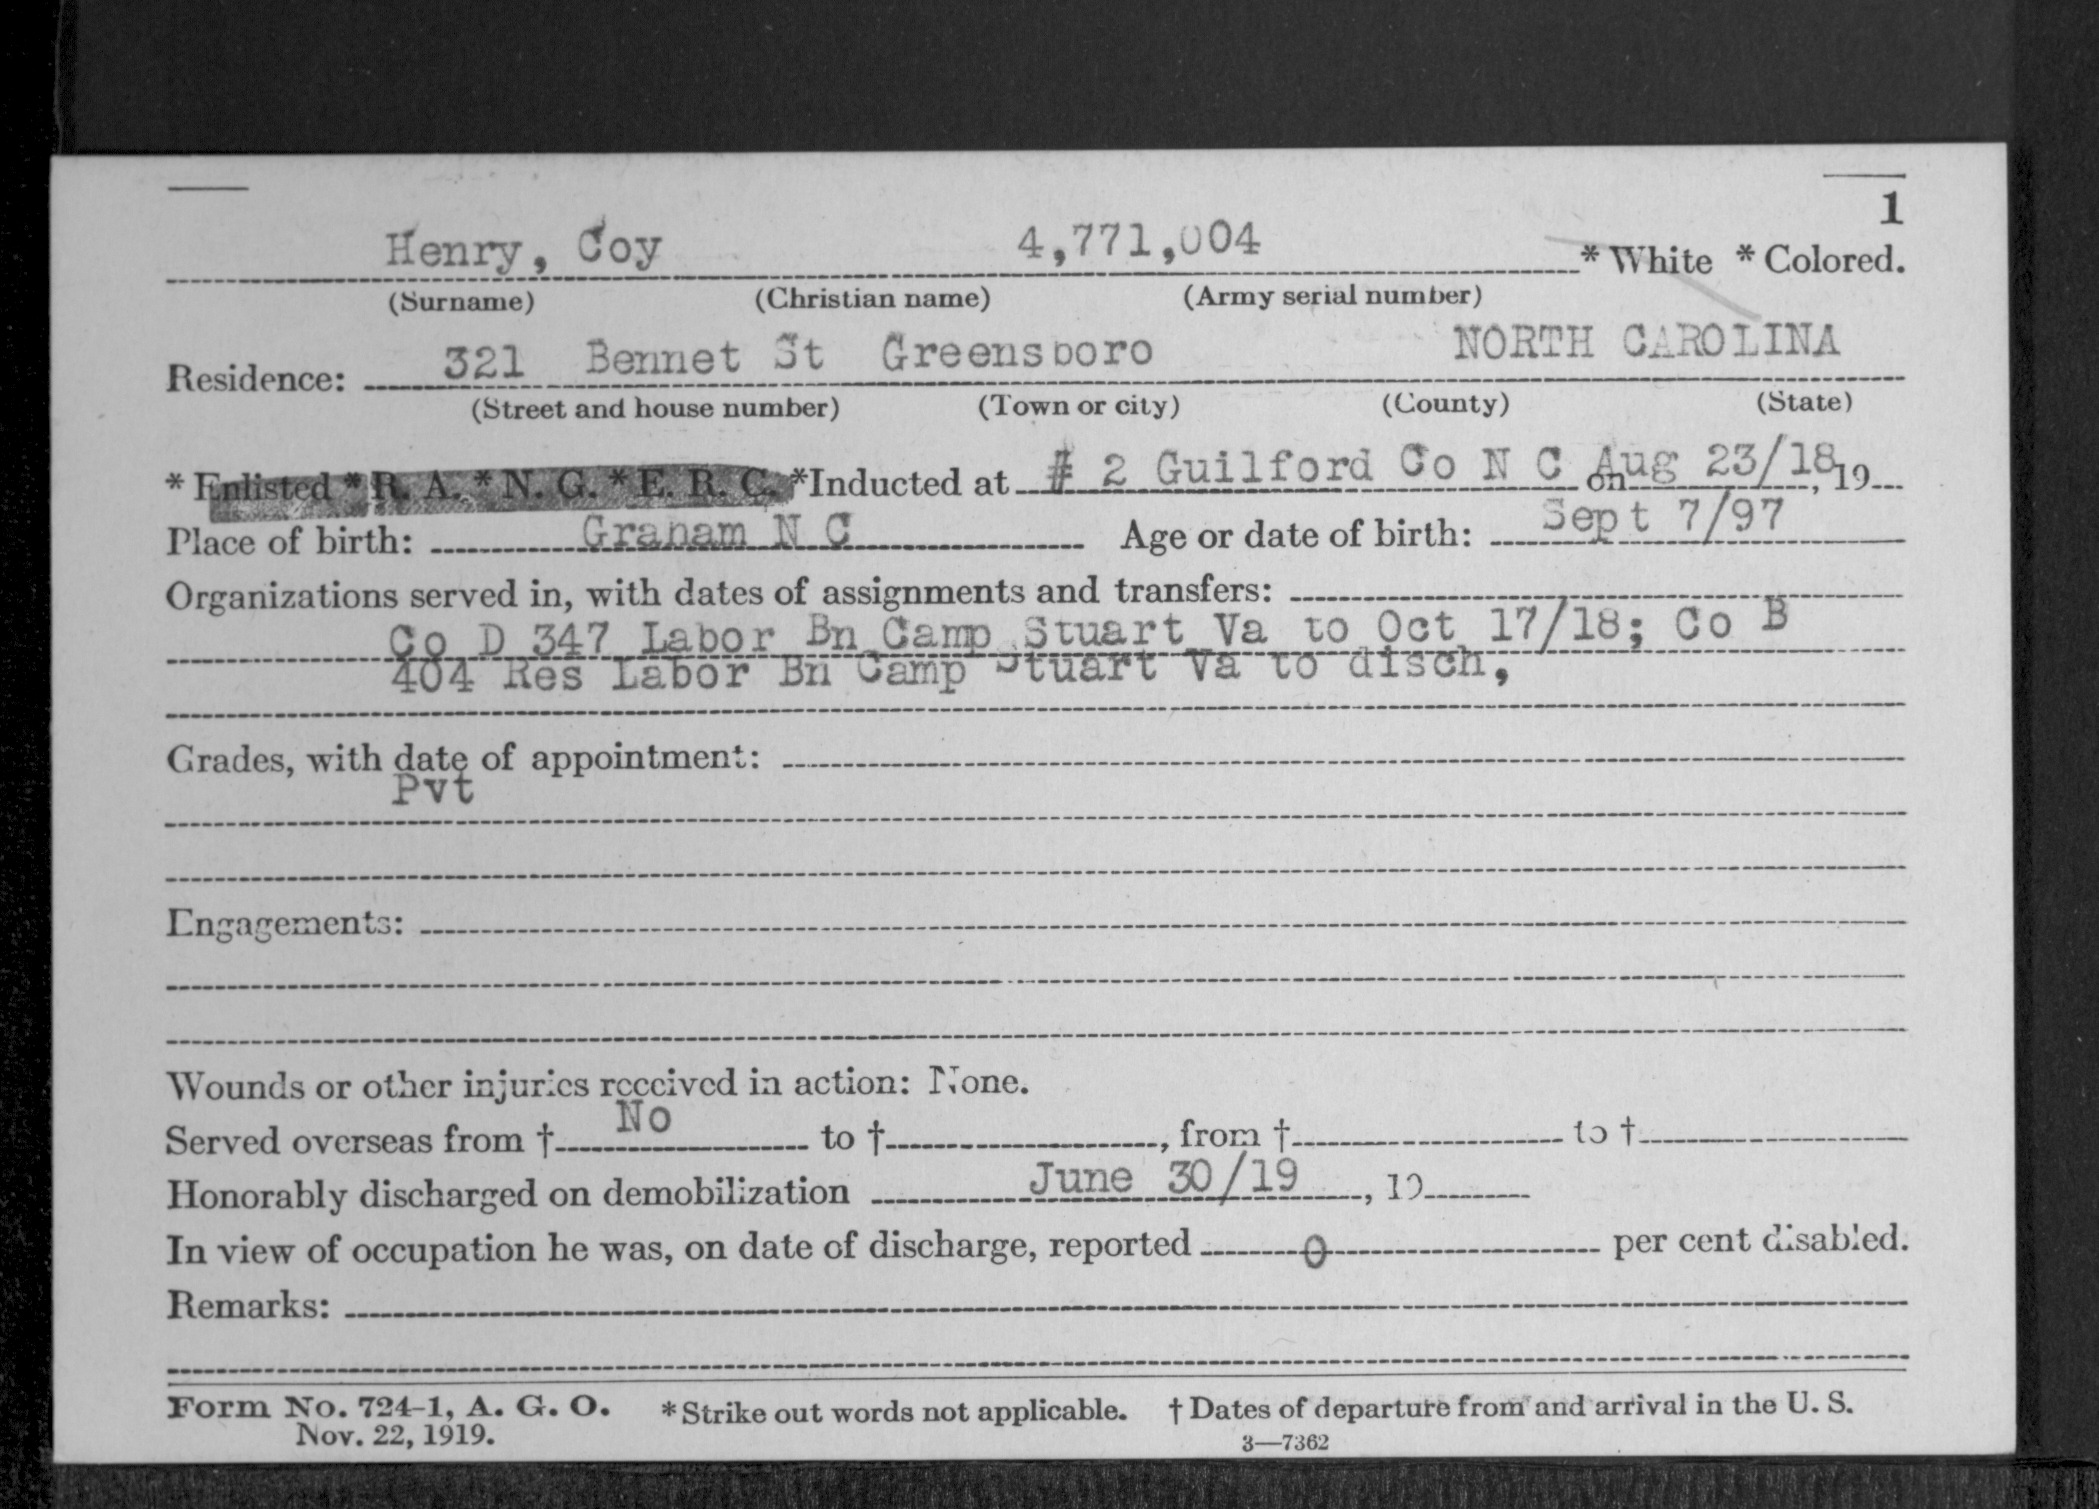 1
Henry, Coy 4,771,004 * White * Colored.
(Surname) (Christian name) (Army serial number)
Residence: 321 Bennet St Greensboro NORTH CAROLINA
(Street and house number) (Town or city) (County) (State)
* Enlisted * R. A. * N. G. * E. R. C. *Inducted at # 2 Guilford Co N C on Aug 23/18, 19
Place of birth: Graham N C Age or date of birth: Sept 7/97
Organizations served in, with dates of assignments and transfers:
Co D 347 Labor Bn Camp Stuart Va to Oct 17/18; Co B
404 Res Labor Bn Camp Stuart Va to disch,
Grades, with date of appointment:
Pvt
Engagements:
Wounds or other injuries received in action: None.
Served overseas from † No to †, from † to †
Honorably discharged on demobilization June 30/19, 19
In view of occupation he was, on date of discharge, reported 0 per cent disabled.
Remarks:
Form No. 724-1, A. G. O. * Strike out words not applicable. † Dates of departure from and arrival in the U. S.
Nov. 22, 1919. 3—7362